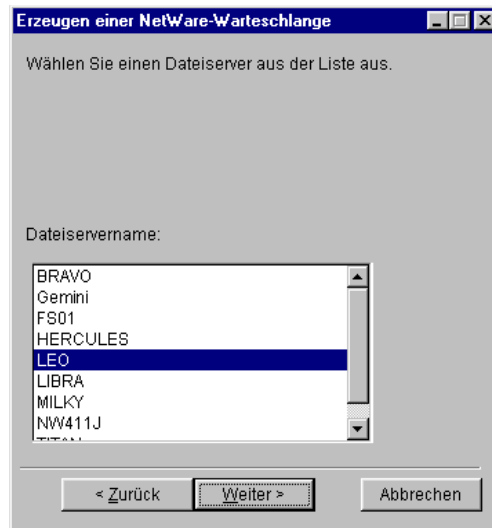 Erzeugen einer NetWare-Warteschlange
Wählen Sie einen Dateiserver aus der Liste aus.
Dateiservername:
BRAVO
Gemini
FS01
HERCULES
LEO
LIBRA
MILKY
NW411J
TITAN
< Zurück
Weiter >
Abbrechen